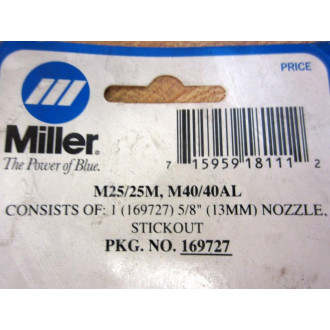 PRICE
Miller®
The Power of Blue.
7 15959 18111 2
M25/25M, M40/40AL
CONSISTS OF: 1 (169727) 5/8" (13MM) NOZZLE,
STICKOUT
PKG. NO. 169727